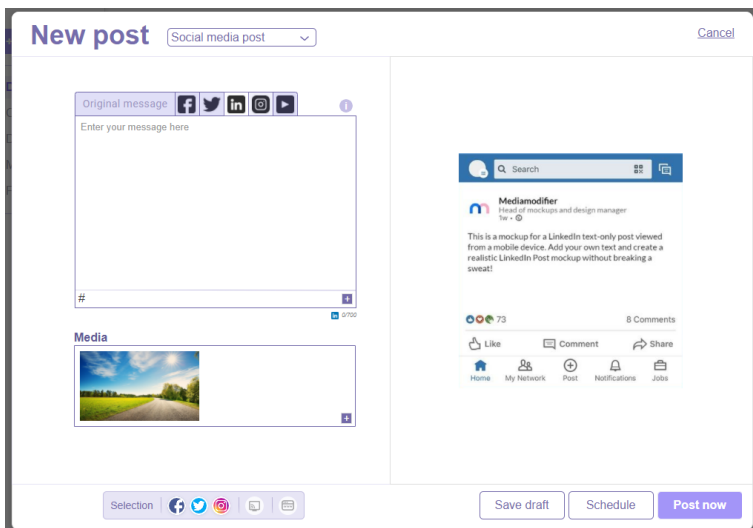 New post
Social media post
Cancel
Original message
Enter your message here
#
0/700
Media
Search
Mediamodifier
Head of mockups and design manager
1w •
This is a mockup for a LinkedIn text-only post viewed
from a mobile device. Add your own text and create a
realistic LinkedIn Post mockup without breaking a
sweat!
73
8 Comments
Like
Comment
Share
Home
My Network
Post
Notifications
Jobs
Selection
Save draft
Schedule
Post now